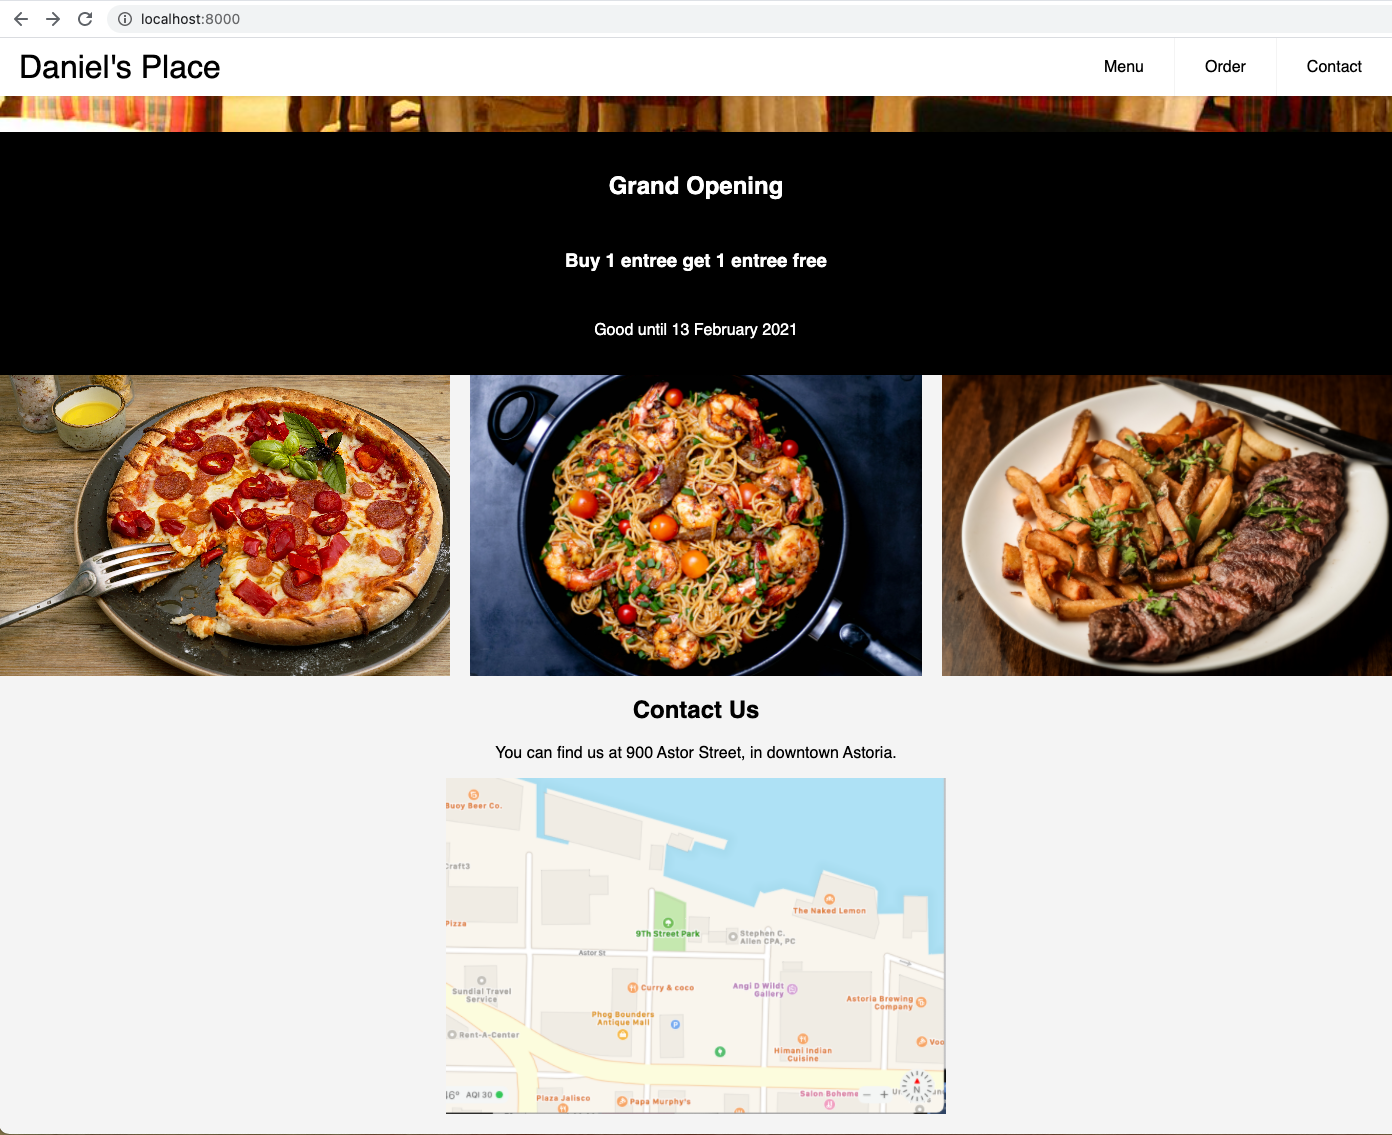 localhost:8000
Daniel's Place
Menu
Order
Contact
Grand Opening
Buy 1 entree get 1 entree free
Good until 13 February 2021
Contact Us
You can find us at 900 Astor Street, in downtown Astoria.
Buoy Beer Co.
Craft3
The Naked Lemon
Pizza
9Th Street Park
Stephen C.
Allen CPA, PC
Astor St
Sundial Travel
Service
Curry & coco
Angi D Wildt
Gallery
Astoria Brewing
Company
Phog Bounders
Antique Mall
P
Rent-A-Center
Himani Indian
Cuisine
Voo
46° AQI 30
Plaza Jalisco
Papa Murphy's
Salon Boheme
− +
N